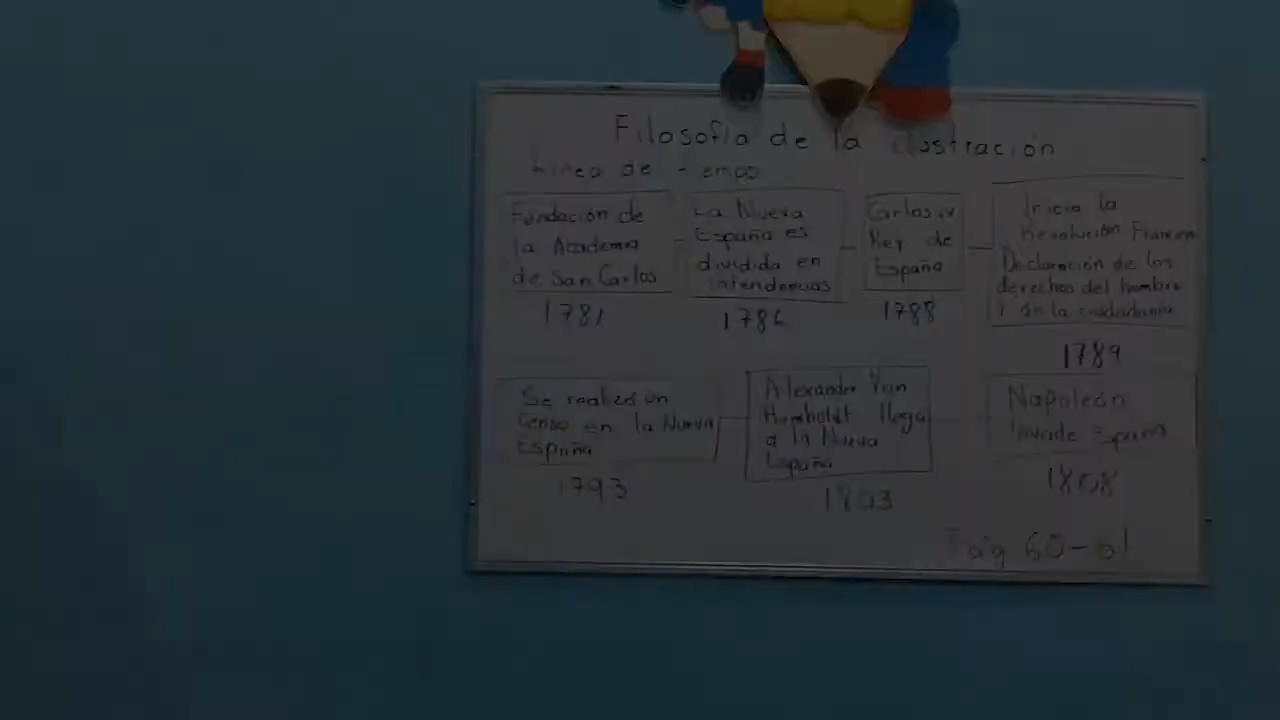 Filosofía de la Ilustración
Línea de tiempo
Fundación de
la Academia
de San Carlos
1781
La Nueva
España es
dividida en
intendencias
1786
Carlos IV
Rey de
España
1788
Inicia la
Revolución Francesa
Declaración de los
derechos del hombre
Y de la ciudadanía
1789
Se realizó un
Censo en la Nueva
España
1793
Alexander Von
Humboldt llega
a la Nueva
España
1803
Napoleón
Invade España
1808
Pág 60-61